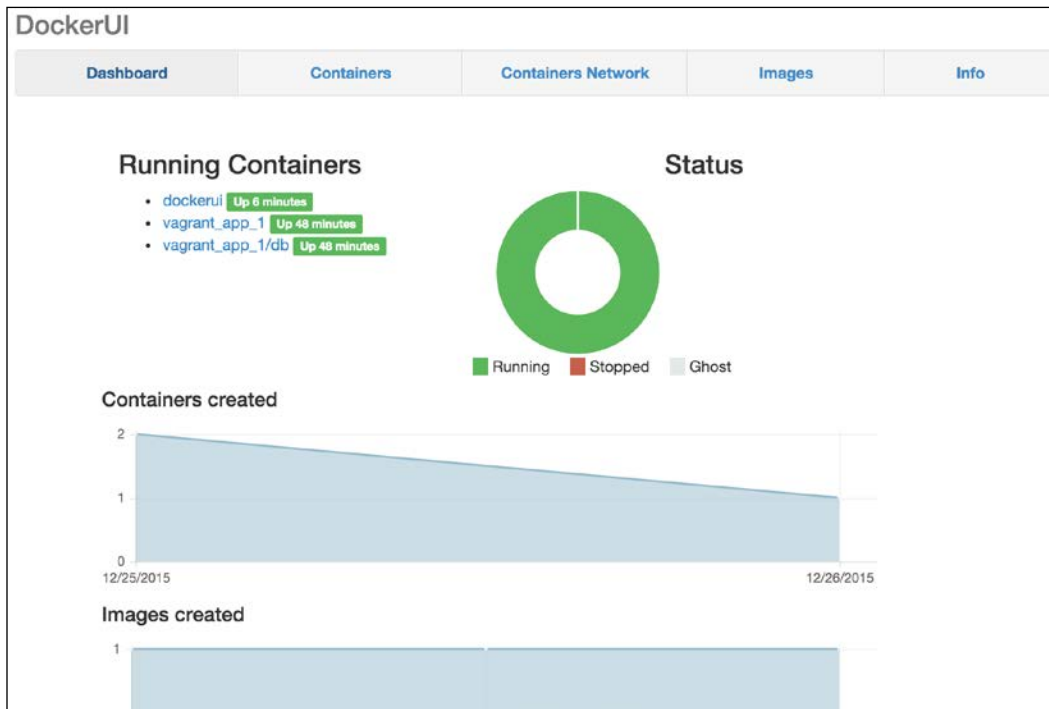 DockerUI
Dashboard Containers Containers Network Images Info
Running Containers
dockerui Up 6 minutes
vagrant_app_1 Up 48 minutes
vagrant_app_1/db Up 48 minutes
Status
Running Stopped Ghost
Containers created
2
1
0
12/25/2015 12/26/2015
Images created
1